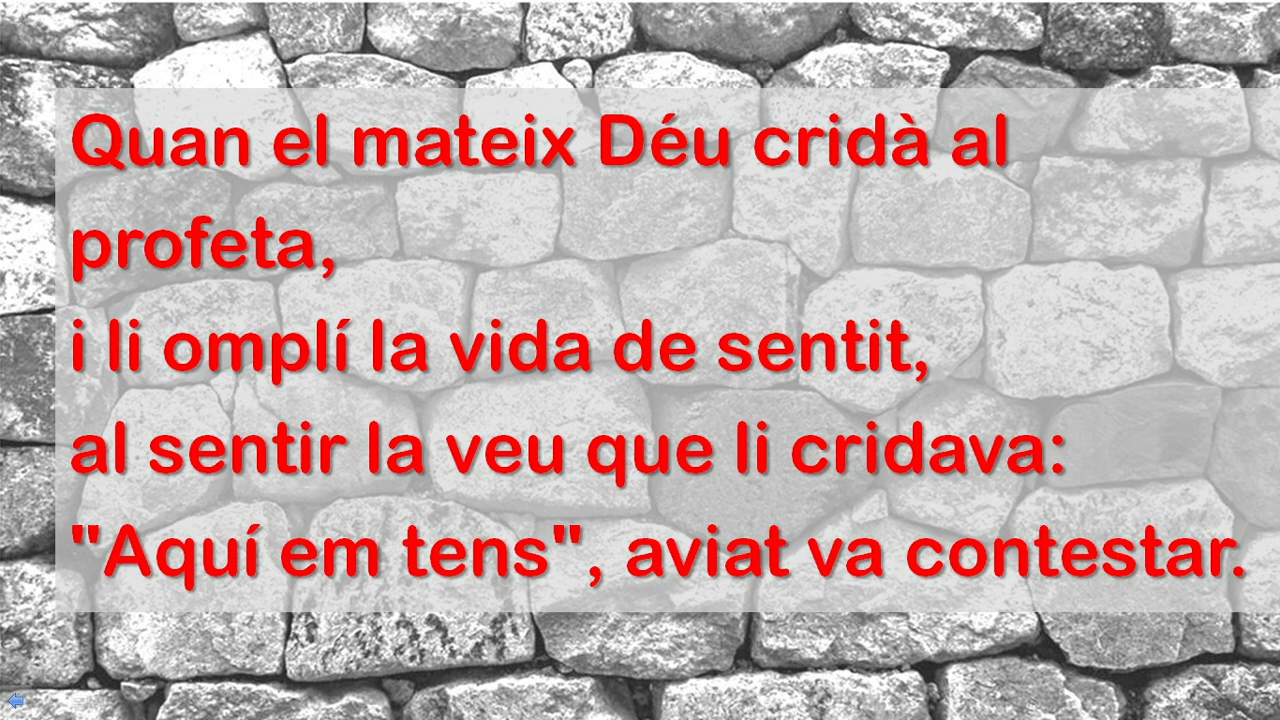 Quan el mateix Déu cridà al
profeta,
i li omplí la vida de sentit,
al sentir la veu que li cridava:
"Aquí em tens", aviat va contestar.